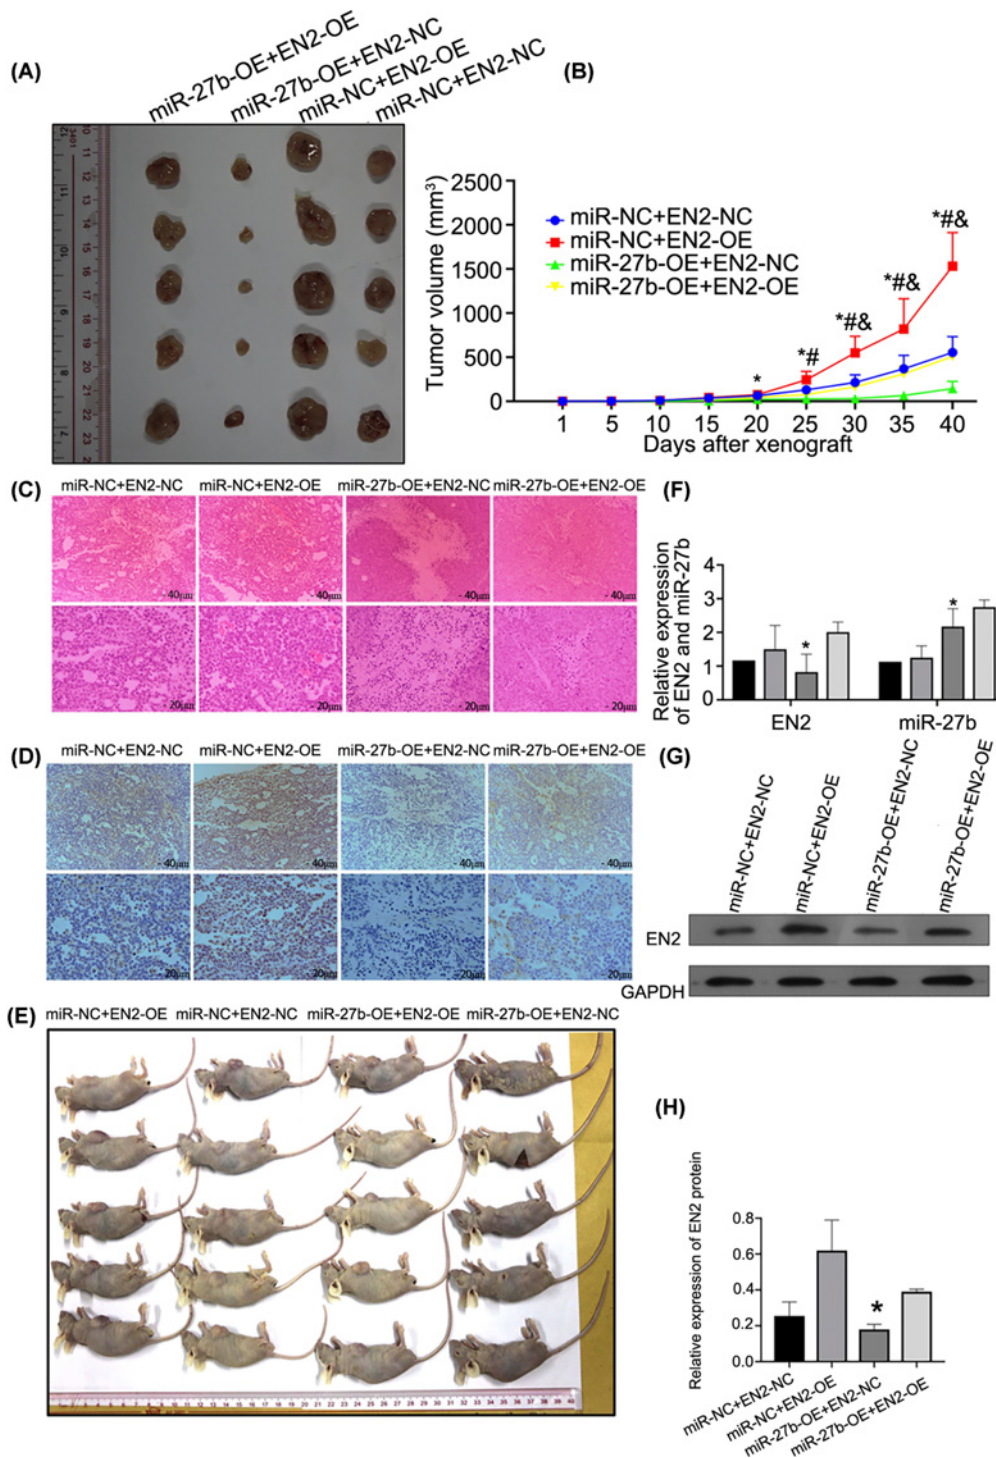 (A)
miR-27b-OE+EN2-OE
miR-27b-OE+EN2-NC
miR-NC+EN2-OE
miR-NC+EN2-NC
(B)
Tumor volume (mm³)
2500
2000
1500
1000
500
0
miR-NC+EN2-NC
miR-NC+EN2-OE
miR-27b-OE+EN2-NC
miR-27b-OE+EN2-OE
*
*#
*#&
*#&
*#&
1 5 10 15 20 25 30 35 40
Days after xenograft
(C)
miR-NC+EN2-NC miR-NC+EN2-OE miR-27b-OE+EN2-NC miR-27b-OE+EN2-OE
- 40μm - 40μm - 40μm - 40μm
- 20μm - 20μm - 20μm - 20μm
(F)
Relative expression
of EN2 and miR-27b
4
3
2
1
0
* *
EN2 miR-27b
(D)
miR-NC+EN2-NC miR-NC+EN2-OE miR-27b-OE+EN2-NC miR-27b-OE+EN2-OE
- 40μm - 40μm - 40μm - 40μm
- 20μm - 20μm - 20μm - 20μm
(G)
miR-NC+EN2-NC
miR-NC+EN2-OE
miR-27b-OE+EN2-NC
miR-27b-OE+EN2-OE
EN2
GAPDH
(E)
miR-NC+EN2-OE miR-NC+EN2-NC miR-27b-OE+EN2-OE miR-27b-OE+EN2-NC
(H)
Relative expression of EN2 protein
0.8
0.6
0.4
0.2
0.0
*
miR-NC+EN2-NC
miR-NC+EN2-OE
miR-27b-OE+EN2-NC
miR-27b-OE+EN2-OE